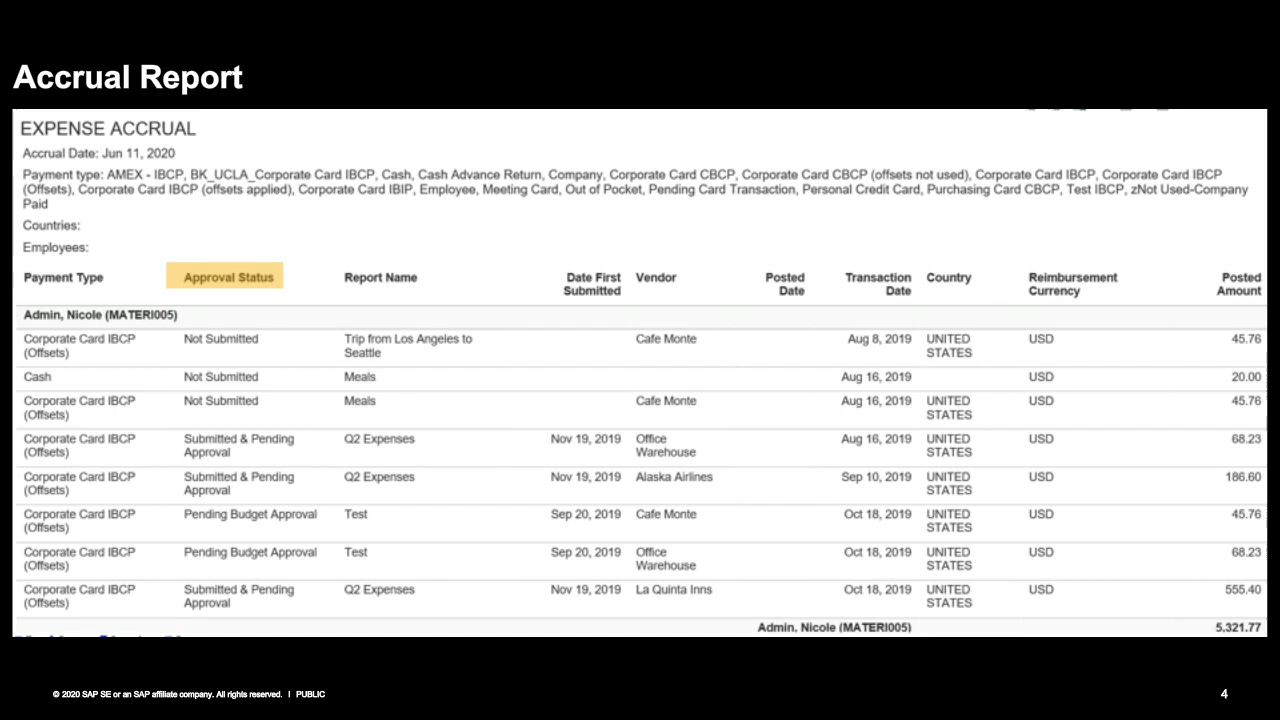 Accrual Report
EXPENSE ACCRUAL
Accrual Date: Jun 11, 2020
Payment type: AMEX - IBCP, BK_UCLA_Corporate Card IBCP, Cash, Cash Advance Return, Company, Corporate Card CBCP, Corporate Card CBCP (offsets not used), Corporate Card IBCP, Corporate Card IBCP
(Offsets), Corporate Card IBCP (offsets applied), Corporate Card IBIP, Employee, Meeting Card, Out of Pocket, Pending Card Transaction, Personal Credit Card, Purchasing Card CBCP, Test IBCP, zNot Used-Company
Paid
Countries:
Employees:
Payment Type Approval Status Report Name Date First Vendor Posted Transaction Country Reimbursement Posted
Submitted Date Date Currency Amount
Admin, Nicole (MATERI005)
Corporate Card IBCP Not Submitted Trip from Los Angeles to Cafe Monte Aug 8, 2019 UNITED USD 45.76
(Offsets) Seattle STATES
Cash Not Submitted Meals Aug 16, 2019 USD 20.00
Corporate Card IBCP Not Submitted Meals Cafe Monte Aug 16, 2019 UNITED USD 45.76
(Offsets) STATES
Corporate Card IBCP Submitted & Pending Q2 Expenses Nov 19, 2019 Office Aug 16, 2019 UNITED USD 68.23
(Offsets) Approval Warehouse STATES
Corporate Card IBCP Submitted & Pending Q2 Expenses Nov 19, 2019 Alaska Airlines Sep 10, 2019 UNITED USD 186.60
(Offsets) Approval STATES
Corporate Card IBCP Pending Budget Approval Test Sep 20, 2019 Cafe Monte Oct 18, 2019 UNITED USD 45.76
(Offsets) STATES
Corporate Card IBCP Pending Budget Approval Test Sep 20, 2019 Office Oct 18, 2019 UNITED USD 68.23
(Offsets) Warehouse STATES
Corporate Card IBCP Submitted & Pending Q2 Expenses Nov 19, 2019 La Quinta Inns Oct 18, 2019 UNITED USD 555.40
(Offsets) Approval STATES
Admin, Nicole (MATERI005) 5,321.77
© 2020 SAP SE or an SAP affiliate company. All rights reserved. | PUBLIC 4